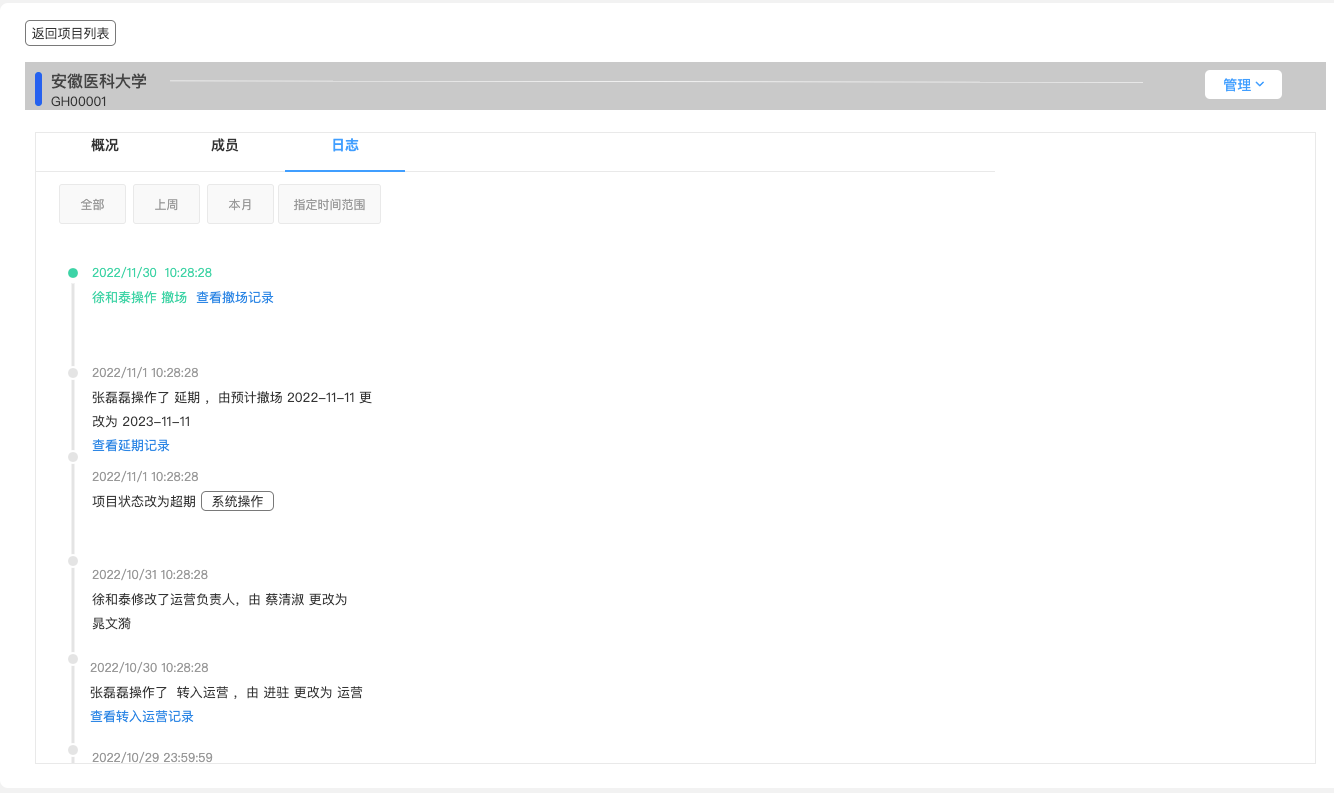 返回项目列表
安徽医科大学
GH00001
管理
概况 成员 日志
全部 上周 本月 指定时间范围
2022/11/30 10:28:28
徐和泰操作 撤场 查看撤场记录
2022/11/1 10:28:28
张磊磊操作了 延期 ，由预计撤场 2022-11-11 更
改为 2023-11-11
查看延期记录
2022/11/1 10:28:28
项目状态改为超期 系统操作
2022/10/31 10:28:28
徐和泰修改了运营负责人，由 蔡清淑 更改为
晁文漪
2022/10/30 10:28:28
张磊磊操作了 转入运营 ，由 进驻 更改为 运营
查看转入运营记录
2022/10/29 23:59:59